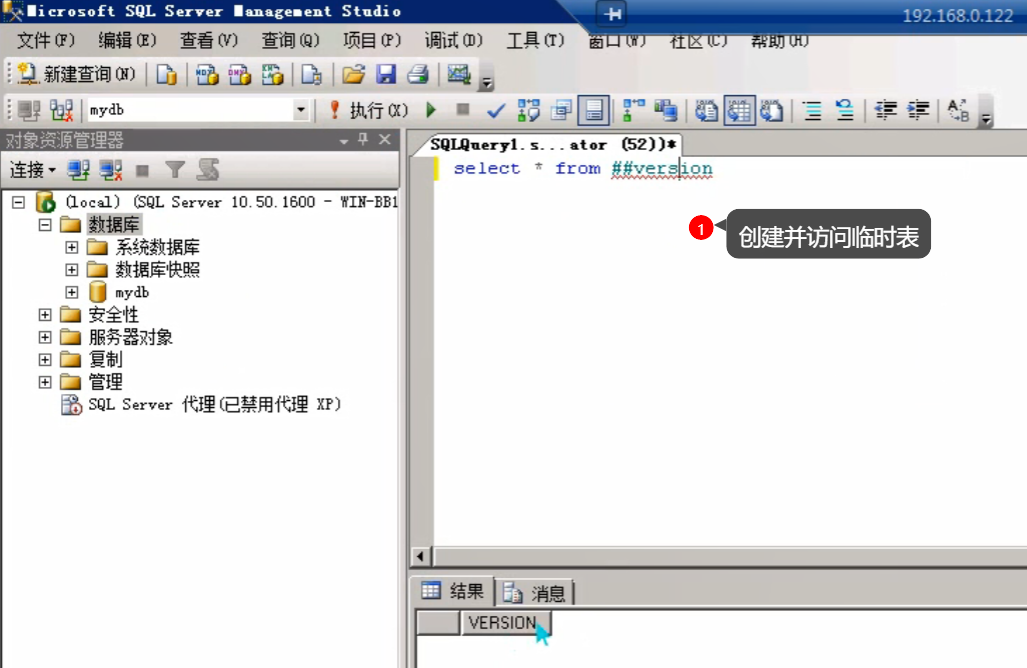 Microsoft SQL Server Management Studio
192.168.0.122
文件(F) 编辑(E) 查看(V) 查询(Q) 项目(P) 调试(D) 工具(T) 窗口(W) 社区(C) 帮助(H)
新建查询(N)
mydb
执行(X)
对象资源管理器
连接
(local) (SQL Server 10.50.1600 - WIN-BB1
数据库
系统数据库
数据库快照
mydb
安全性
服务器对象
复制
管理
SQL Server 代理(已禁用代理 XP)
SQLQuery1.s...ator (52))*
select * from ##version
1
创建并访问临时表
结果
消息
VERSION